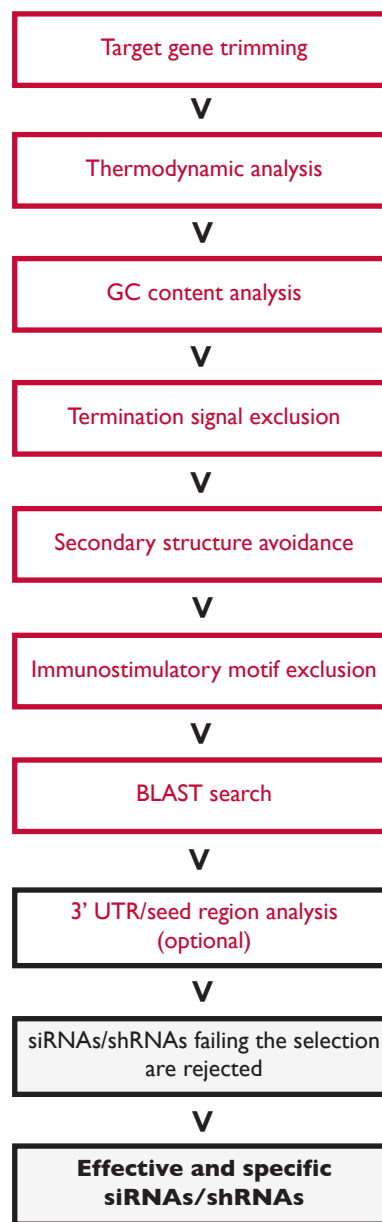 Target gene trimming
V
Thermodynamic analysis
V
GC content analysis
V
Termination signal exclusion
V
Secondary structure avoidance
V
Immunostimulatory motif exclusion
V
BLAST search
V
3’ UTR/seed region analysis
(optional)
V
siRNAs/shRNAs failing the selection
are rejected
V
Effective and specific
siRNAs/shRNAs